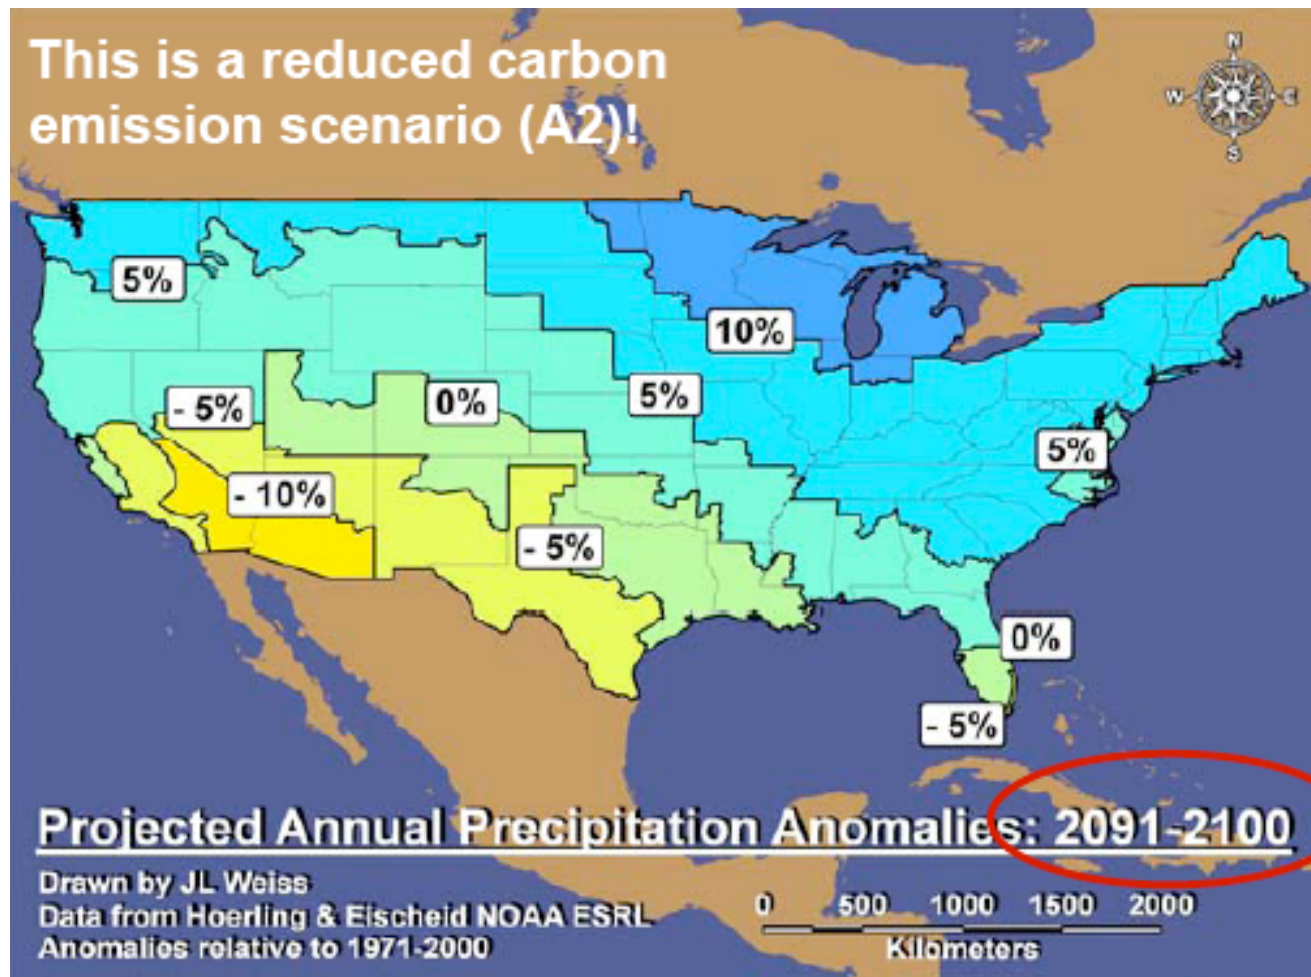 This is a reduced carbon
emission scenario (A2)!
N
W
E
S
5%
10%
- 5%
0%
5%
5%
- 10%
- 5%
0%
- 5%
Projected Annual Precipitation Anomalies: 2091-2100
Drawn by JL Weiss
Data from Hoerling & Eischeid NOAA ESRL
Anomalies relative to 1971-2000
0 500 1000 1500 2000
Kilometers